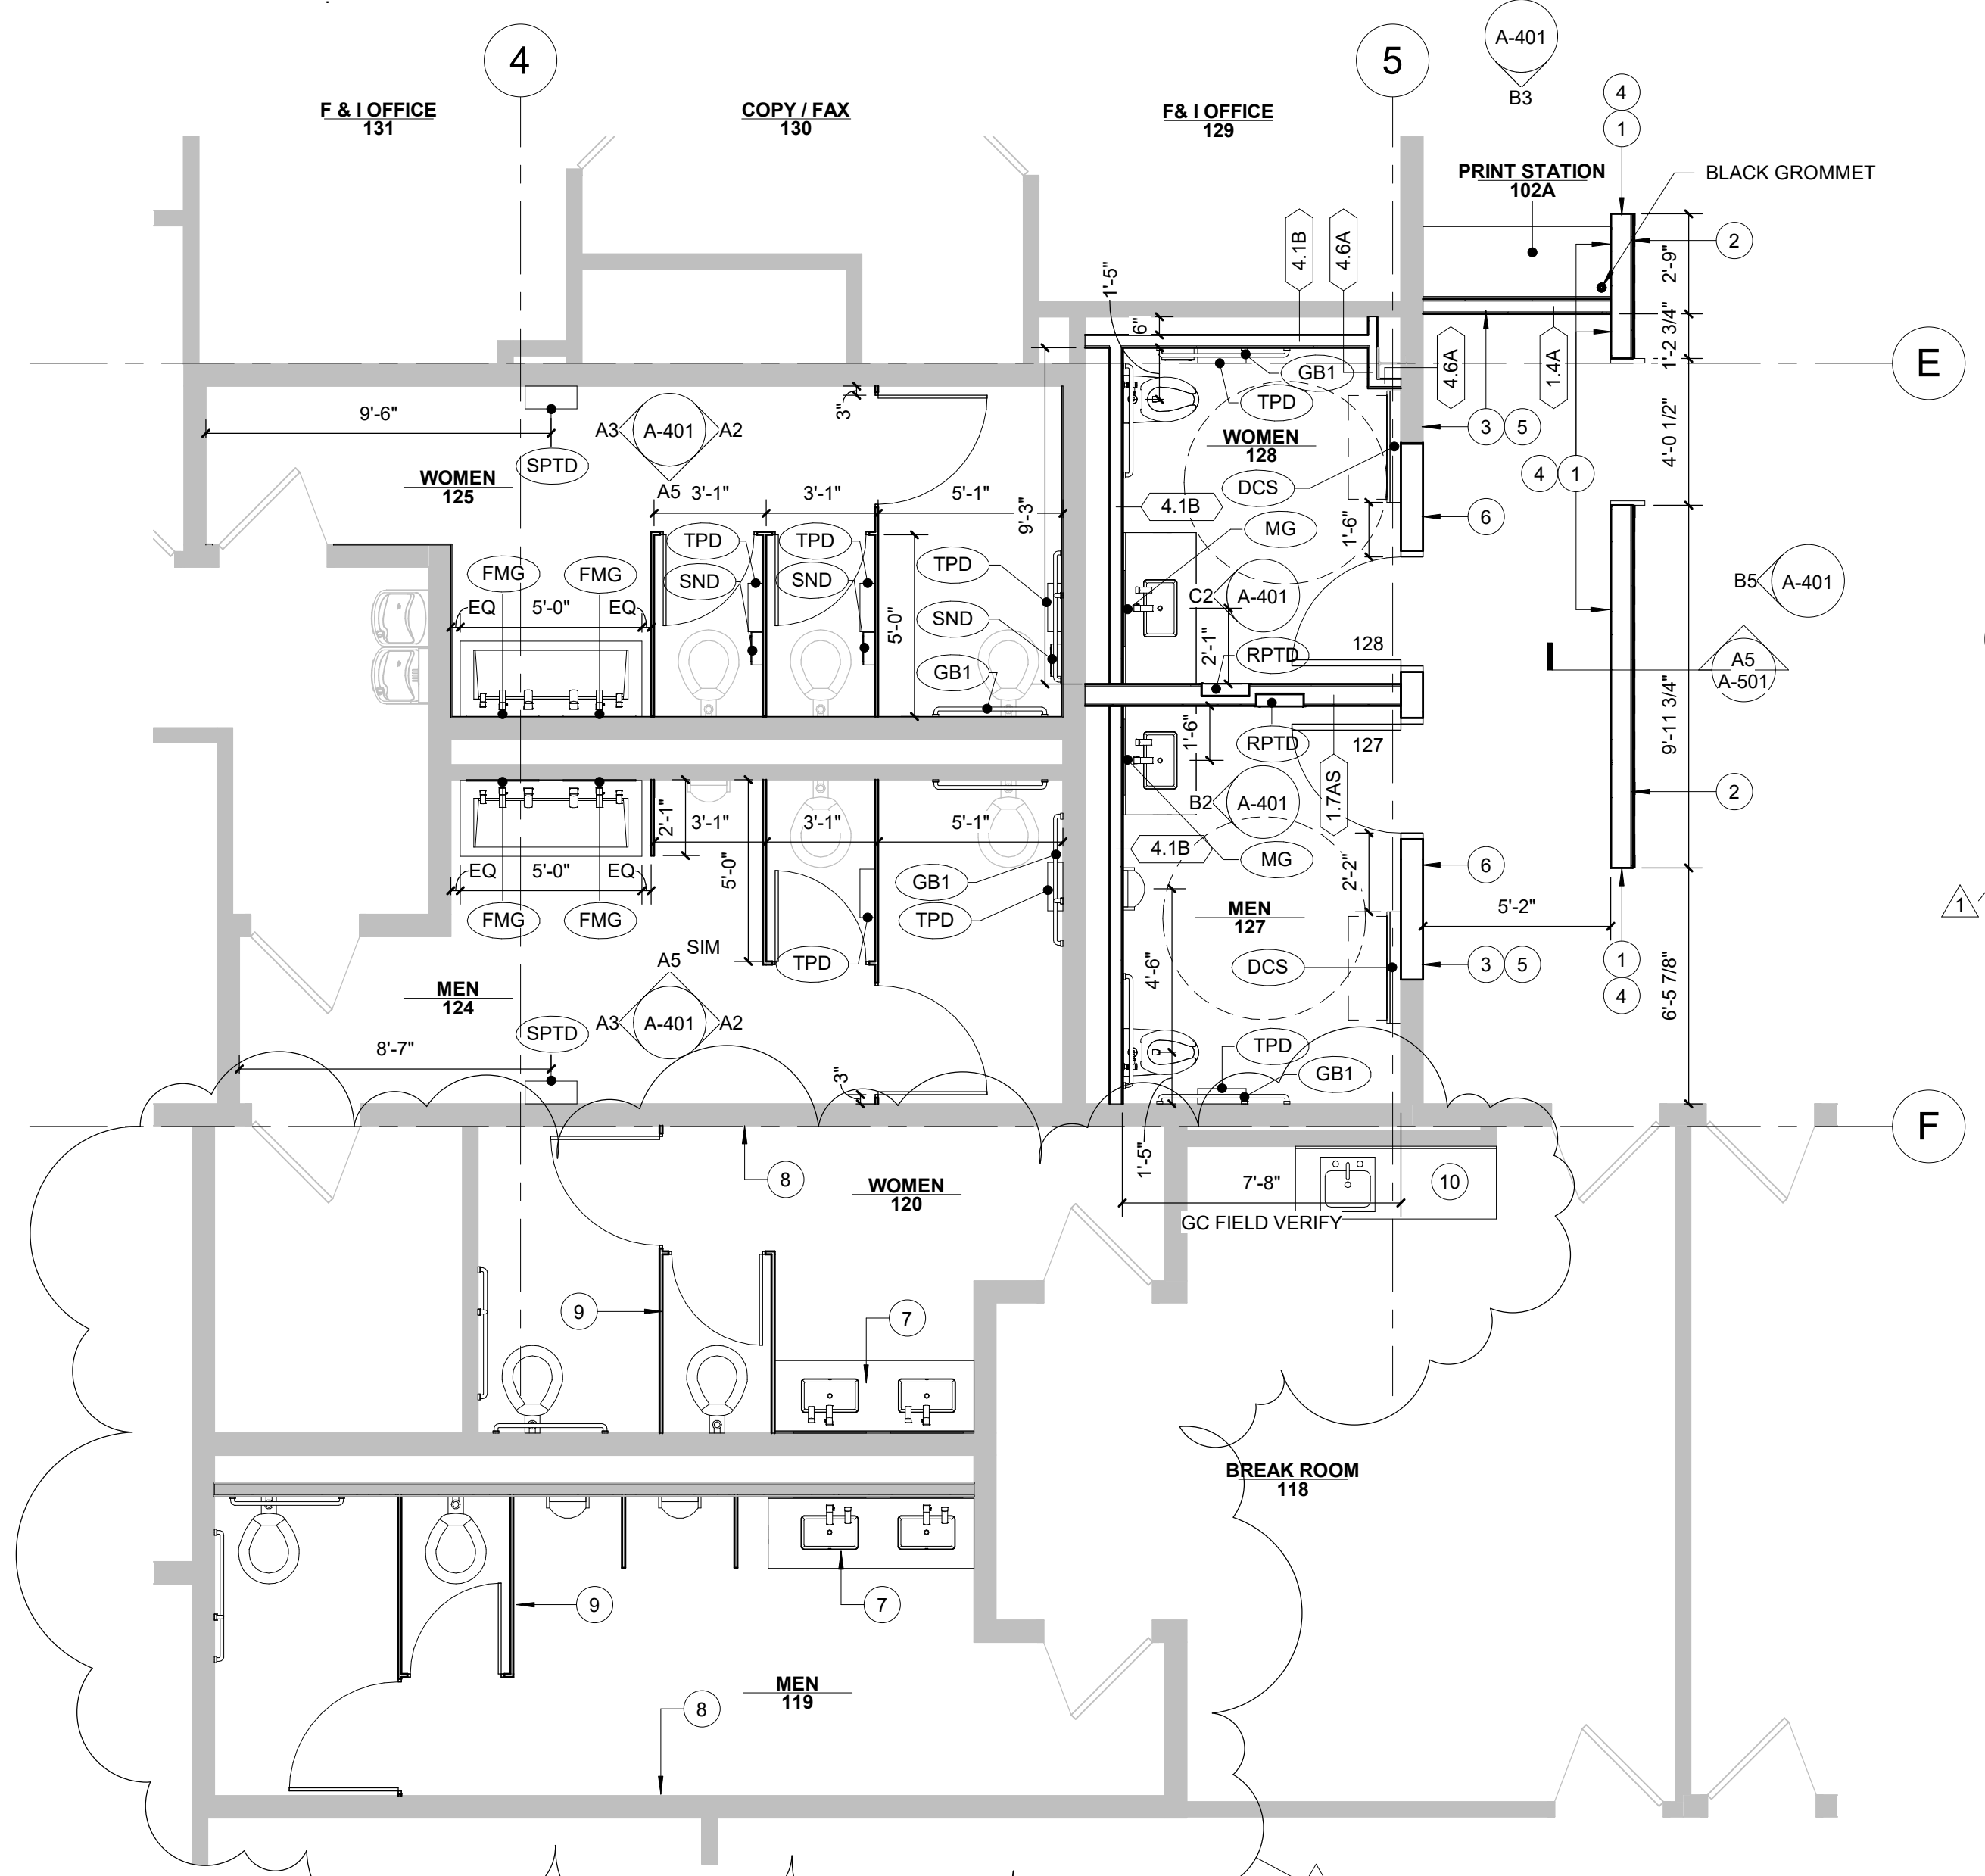 4
5
A-401
B3
4
1
F & I OFFICE
131
COPY / FAX
130
F& I OFFICE
129
PRINT STATION
102A
BLACK GROMMET
2
2'-9"
4.1B
4.6A
1'-5"
6"
1'-2 3/4"
4.6A
1.4A
E
GB1
TPD
9'-6"
3"
A3
A-401
A2
A5
SPTD
WOMEN
125
WOMEN
128
3
5
4'-0 1/2"
4
1
DCS
3'-1"
3'-1"
5'-1"
9'-3"
4.1B
MG
1'-6"
6
TPD
TPD
SND
SND
TPD
FMG
FMG
EQ
5'-0"
EQ
5'-0"
SND
C2
A-401
B5
A-401
2'-1"
RPTD
128
GB1
A5
A-501
9'-11 3/4"
1'-6"
RPTD
127
2
B2
A-401
1.7AS
2'-1"
3'-1"
3'-1"
5'-1"
4.1B
MG
2'-2"
6
EQ
5'-0"
EQ
5'-0"
GB1
TPD
FMG
FMG
MEN
127
5'-2"
1
SIM
TPD
A5
DCS
4'-6"
3
5
1
4
6'-5 7/8"
MEN
124
SPTD
A3
A-401
A2
8'-7"
3"
TPD
GB1
F
1'-5"
8
WOMEN
120
7'-8"
10
GC FIELD VERIFY
9
7
BREAK ROOM
118
9
7
MEN
119
8